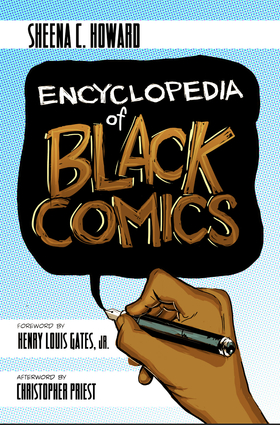 SHEENA C. HOWARD
ENCYCLOPEDIA
of
BLACK
COMICS
FOREWORD BY
HENRY LOUIS GATES, JR.
AFTERWORD BY
CHRISTOPHER PRIEST